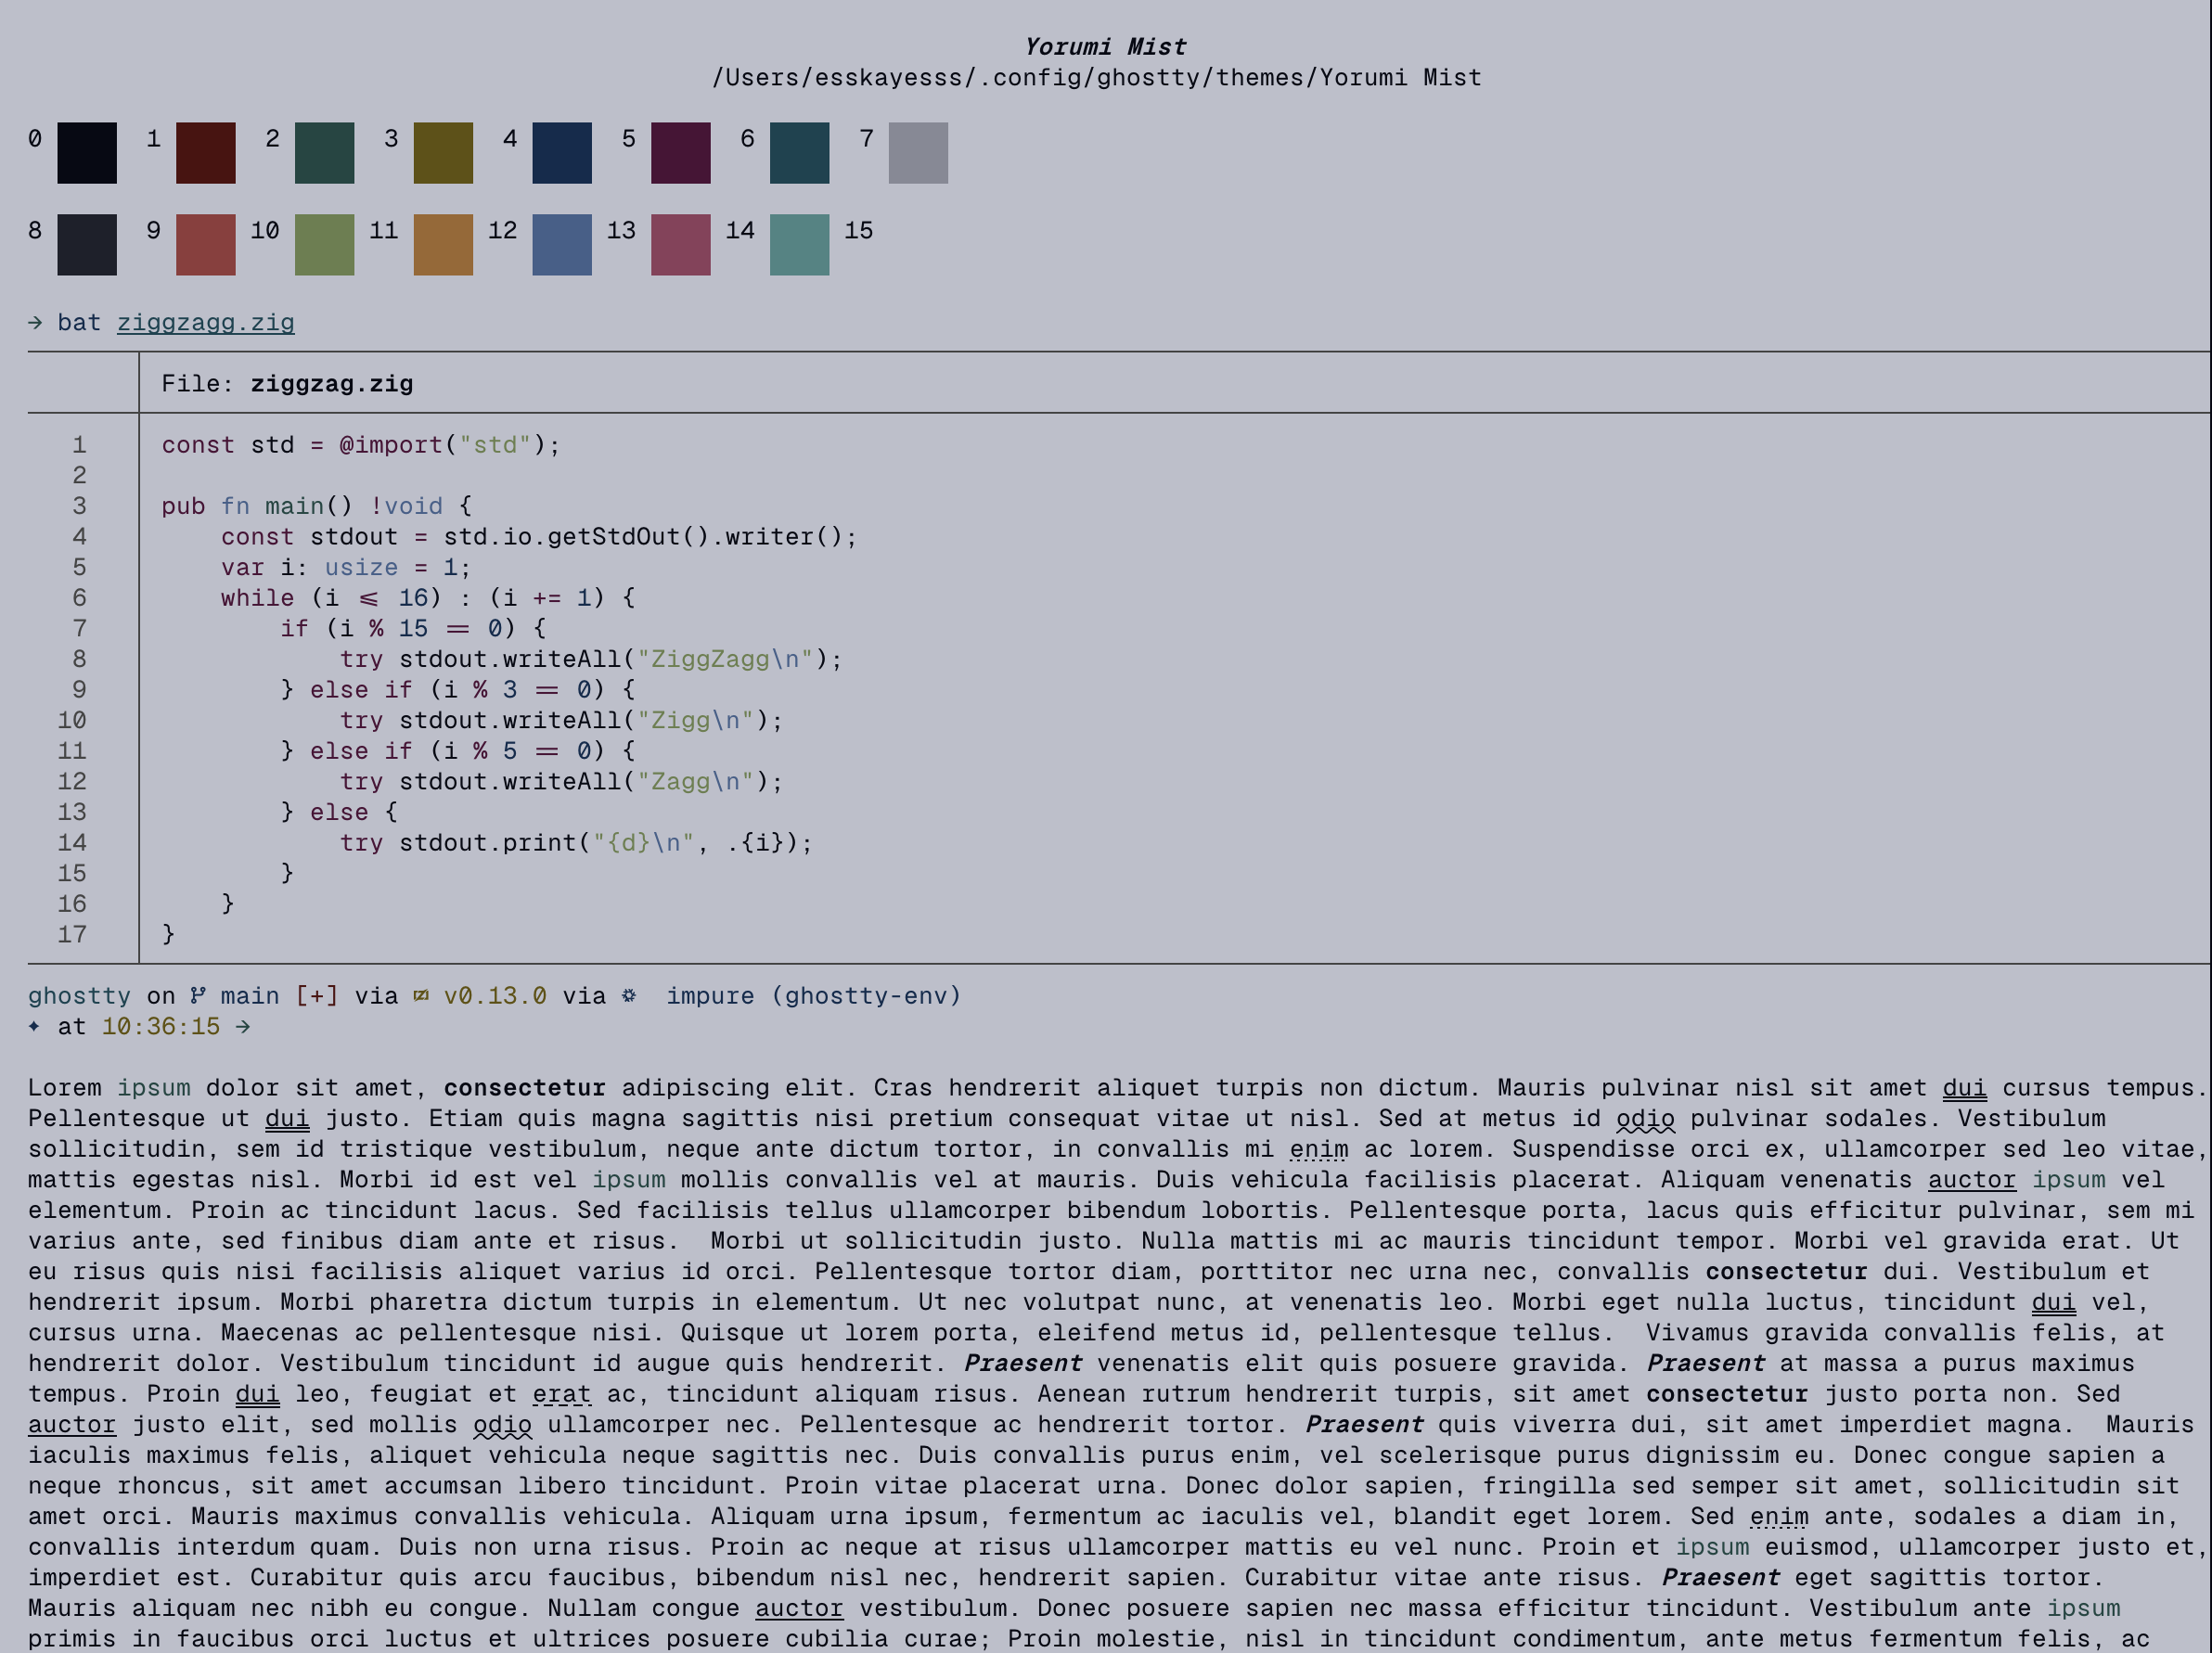 Yorumi Mist
/Users/esskayesss/.config/ghostty/themes/Yorumi Mist
0 1 2 3 4 5 6 7
8 9 10 11 12 13 14 15
→ bat ziggzagg.zig
File: ziggzag.zig
1 const std = @import("std");
2
3 pub fn main() !void {
4     const stdout = std.io.getStdOut().writer();
5     var i: usize = 1;
6     while (i ≤ 16) : (i += 1) {
7         if (i % 15 == 0) {
8             try stdout.writeAll("ZiggZagg\n");
9         } else if (i % 3 == 0) {
10             try stdout.writeAll("Zigg\n");
11         } else if (i % 5 == 0) {
12             try stdout.writeAll("Zagg\n");
13         } else {
14             try stdout.print("{d}\n", .{i});
15         }
16     }
17 }
ghostty on main [+] via v0.13.0 via impure (ghostty-env)
✦ at 10:36:15 →
Lorem ipsum dolor sit amet, consectetur adipiscing elit. Cras hendrerit aliquet turpis non dictum. Mauris pulvinar nisl sit amet dui cursus tempus.
Pellentesque ut dui justo. Etiam quis magna sagittis nisi pretium consequat vitae ut nisl. Sed at metus id odio pulvinar sodales. Vestibulum
sollicitudin, sem id tristique vestibulum, neque ante dictum tortor, in convallis mi enim ac lorem. Suspendisse orci ex, ullamcorper sed leo vitae,
mattis egestas nisl. Morbi id est vel ipsum mollis convallis vel at mauris. Duis vehicula facilisis placerat. Aliquam venenatis auctor ipsum vel
elementum. Proin ac tincidunt lacus. Sed facilisis tellus ullamcorper bibendum lobortis. Pellentesque porta, lacus quis efficitur pulvinar, sem mi
varius ante, sed finibus diam ante et risus.  Morbi ut sollicitudin justo. Nulla mattis mi ac mauris tincidunt tempor. Morbi vel gravida erat. Ut
eu risus quis nisi facilisis aliquet varius id orci. Pellentesque tortor diam, porttitor nec urna nec, convallis consectetur dui. Vestibulum et
hendrerit ipsum. Morbi pharetra dictum turpis in elementum. Ut nec volutpat nunc, at venenatis leo. Morbi eget nulla luctus, tincidunt dui vel,
cursus urna. Maecenas ac pellentesque nisi. Quisque ut lorem porta, eleifend metus id, pellentesque tellus.  Vivamus gravida convallis felis, at
hendrerit dolor. Vestibulum tincidunt id augue quis hendrerit. Praesent venenatis elit quis posuere gravida. Praesent at massa a purus maximus
tempus. Proin dui leo, feugiat et erat ac, tincidunt aliquam risus. Aenean rutrum hendrerit turpis, sit amet consectetur justo porta non. Sed
auctor justo elit, sed mollis odio ullamcorper nec. Pellentesque ac hendrerit tortor. Praesent quis viverra dui, sit amet imperdiet magna.  Mauris
iaculis maximus felis, aliquet vehicula neque sagittis nec. Duis convallis purus enim, vel scelerisque purus dignissim eu. Donec congue sapien a
neque rhoncus, sit amet accumsan libero tincidunt. Proin vitae placerat urna. Donec dolor sapien, fringilla sed semper sit amet, sollicitudin sit
amet orci. Mauris maximus convallis vehicula. Aliquam urna ipsum, fermentum ac iaculis vel, blandit eget lorem. Sed enim ante, sodales a diam in,
convallis interdum quam. Duis non urna risus. Proin ac neque at risus ullamcorper mattis eu vel nunc. Proin et ipsum euismod, ullamcorper justo et,
imperdiet est. Curabitur quis arcu faucibus, bibendum nisl nec, hendrerit sapien. Curabitur vitae ante risus. Praesent eget sagittis tortor.
Mauris aliquam nec nibh eu congue. Nullam congue auctor vestibulum. Donec posuere sapien nec massa efficitur tincidunt. Vestibulum ante ipsum
primis in faucibus orci luctus et ultrices posuere cubilia curae; Proin molestie, nisl in tincidunt condimentum, ante metus fermentum felis, ac